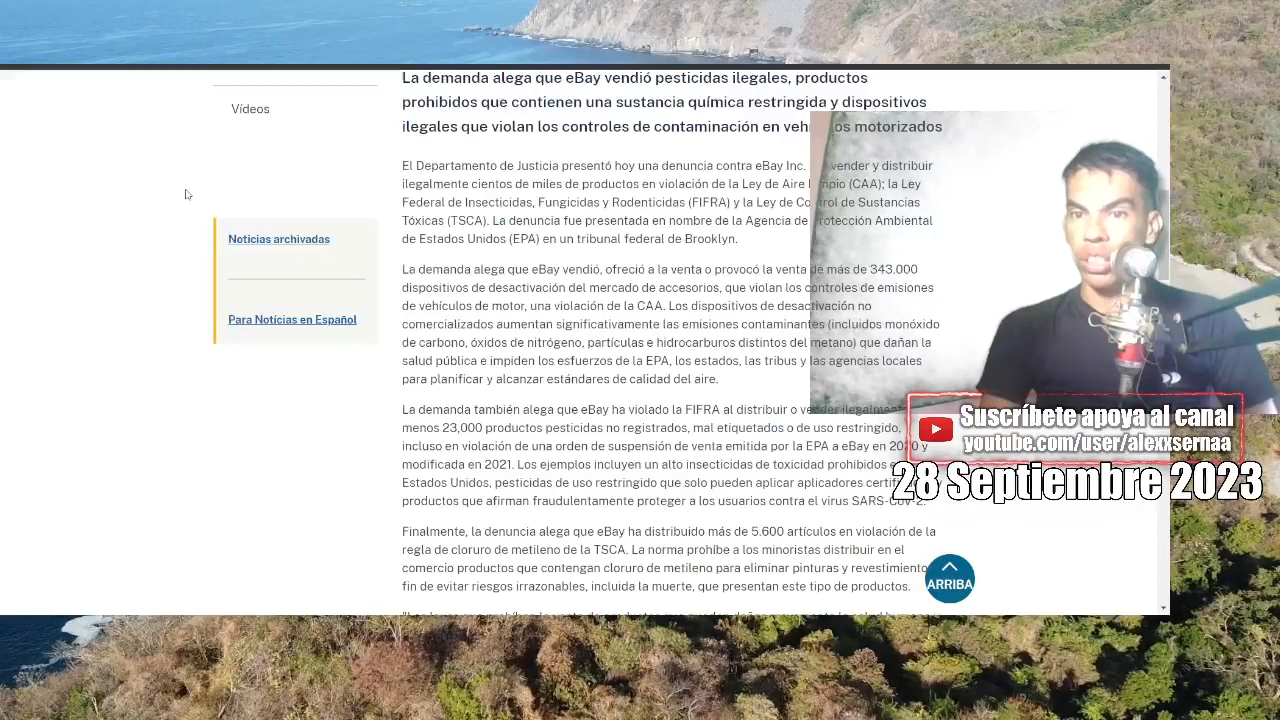 La demanda alega que eBay vendió pesticidas ilegales, productos
prohibidos que contienen una sustancia química restringida y dispositivos
ilegales que violan los controles de contaminación en veh os motorizados
Vídeos
El Departamento de Justicia presentó hoy una denuncia contra eBay Inc. vender y distribuir
ilegalmente cientos de miles de productos en violación de la Ley de Aire mpio (CAA); la Ley
Federal de Insecticidas, Fungicidas y Rodenticidas (FIFRA) y la Ley de Co rol de Sustancias
Tóxicas (TSCA). La denuncia fue presentada en nombre de la Agencia de rotección Ambiental
de Estados Unidos (EPA) en un tribunal federal de Brooklyn.
Noticias archivadas
Para Notícias en Español
La demanda alega que eBay vendió, ofreció a la venta o provocó la venta de más de 343.000
dispositivos de desactivación del mercado de accesorios, que violan los controles de emisiones
de vehículos de motor, una violación de la CAA. Los dispositivos de desactivación no
comercializados aumentan significativamente las emisiones contaminantes (incluidos monóxido
de carbono, óxidos de nitrógeno, partículas e hidrocarburos distintos del metano) que dañan la
salud pública e impiden los esfuerzos de la EPA, los estados, las tribus y las agencias locales
para planificar y alcanzar estándares de calidad del aire.
La demanda también alega que eBay ha violado la FIFRA al distribuir o vender ilegalment
menos 23,000 productos pesticidas no registrados, mal etiquetados o de uso restringido,
incluso en violación de una orden de suspensión de venta emitida por la EPA a eBay en 2020 y
modificada en 2021. Los ejemplos incluyen un alto insecticidas de toxicidad prohibidos e
Estados Unidos, pesticidas de uso restringido que solo pueden aplicar aplicadores certif y
productos que afirman fraudulentamente proteger a los usuarios contra el virus SARS-CoV-2.
Finalmente, la denuncia alega que eBay ha distribuido más de 5.600 artículos en violación de la
regla de cloruro de metileno de la TSCA. La norma prohíbe a los minoristas distribuir en el
comercio productos que contengan cloruro de metileno para eliminar pinturas y revestimiento
fin de evitar riesgos irrazonables, incluida la muerte, que presentan este tipo de productos.
ARRIBA
Suscríbete apoya al canal
youtube.com/user/alexxsernaa
28 Septiembre 2023